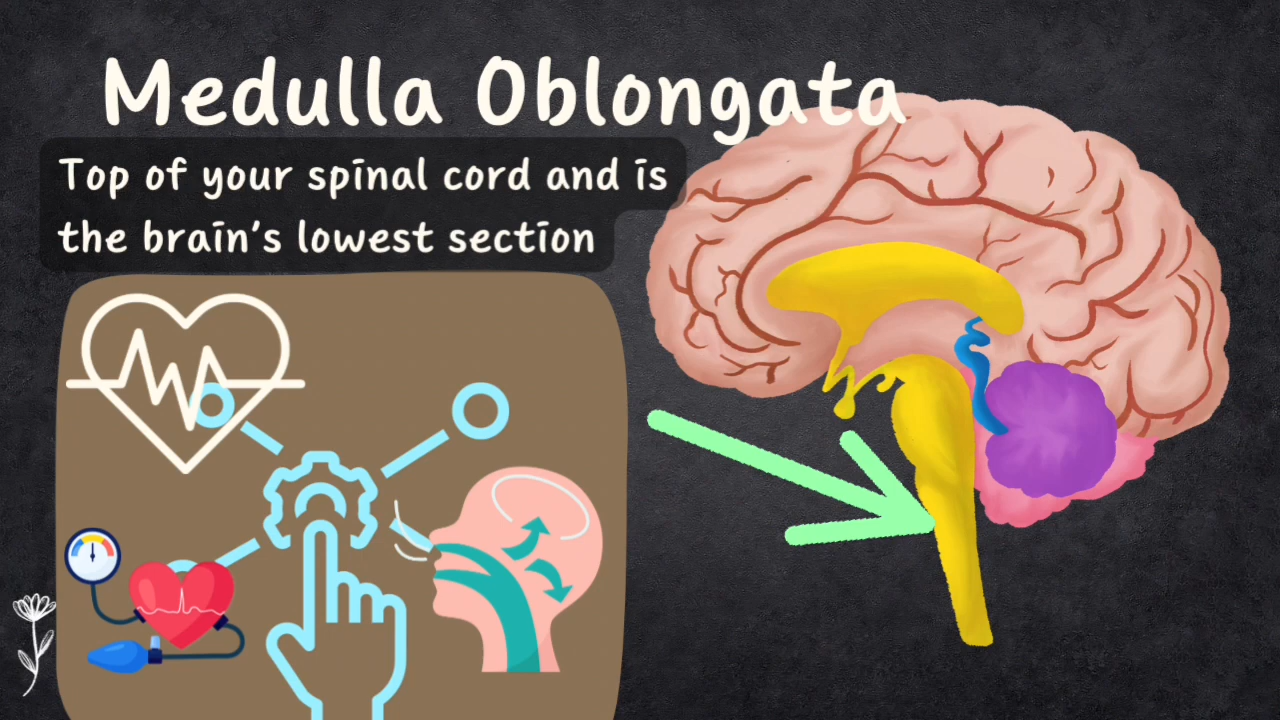 Medulla Oblongata
Top of your spinal cord and is
the brain's lowest section